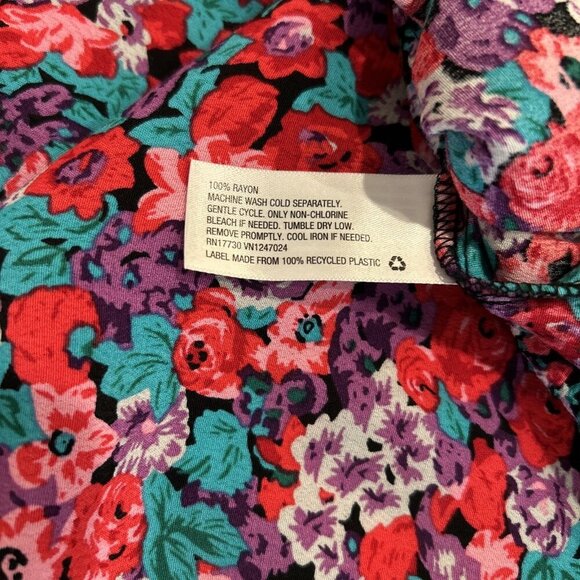 100% RAYON
MACHINE WASH COLD SEPARATELY.
GENTLE CYCLE. ONLY NON-CHLORINE
BLEACH IF NEEDED. TUMBLE DRY LOW.
REMOVE PROMPTLY. COOL IRON IF NEEDED.
RN17730 VN1247024
LABEL MADE FROM 100% RECYCLED PLASTIC